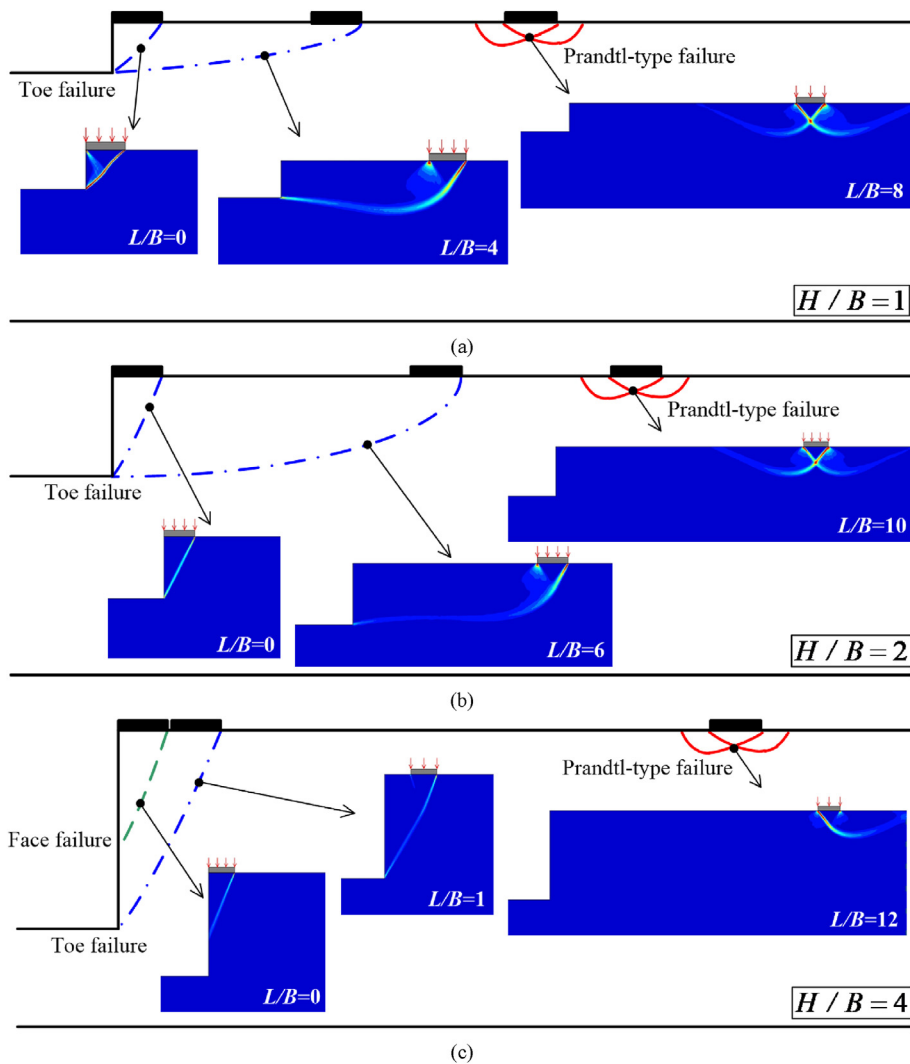 Prandtl-type failure
Toe failure
L/B=0
L/B=4
L/B=8
H / B = 1
(a)
Prandtl-type failure
Toe failure
L/B=0
L/B=6
L/B=10
H / B = 2
(b)
Prandtl-type failure
Face failure
Toe failure
L/B=0
L/B=1
L/B=12
H / B = 4
(c)